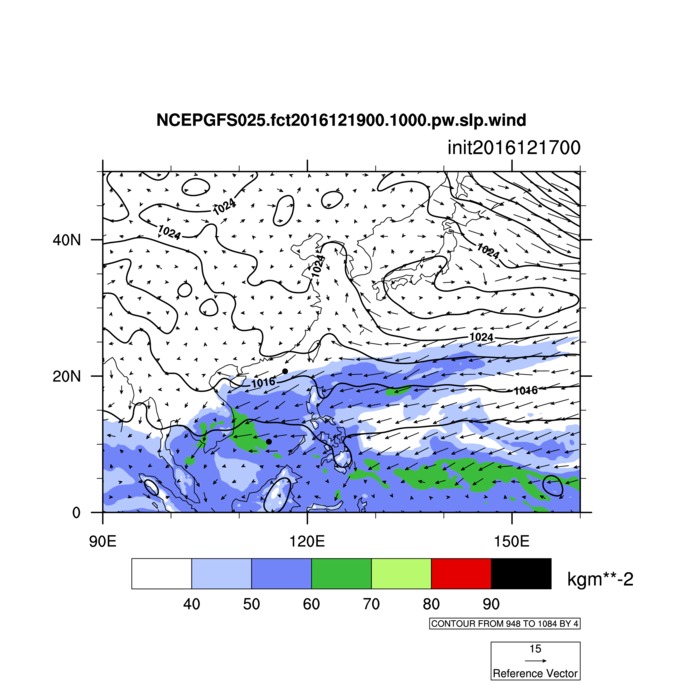 NCEPGFS025.fct2016121900.1000.pw.slp.wind
init2016121700
1024
1024
40N
1024
1024
1024
20N
1016
1016
0
90E 120E 150E
40 50 60 70 80 90
kgm**-2
CONTOUR FROM 948 TO 1084 BY 4
15
Reference Vector